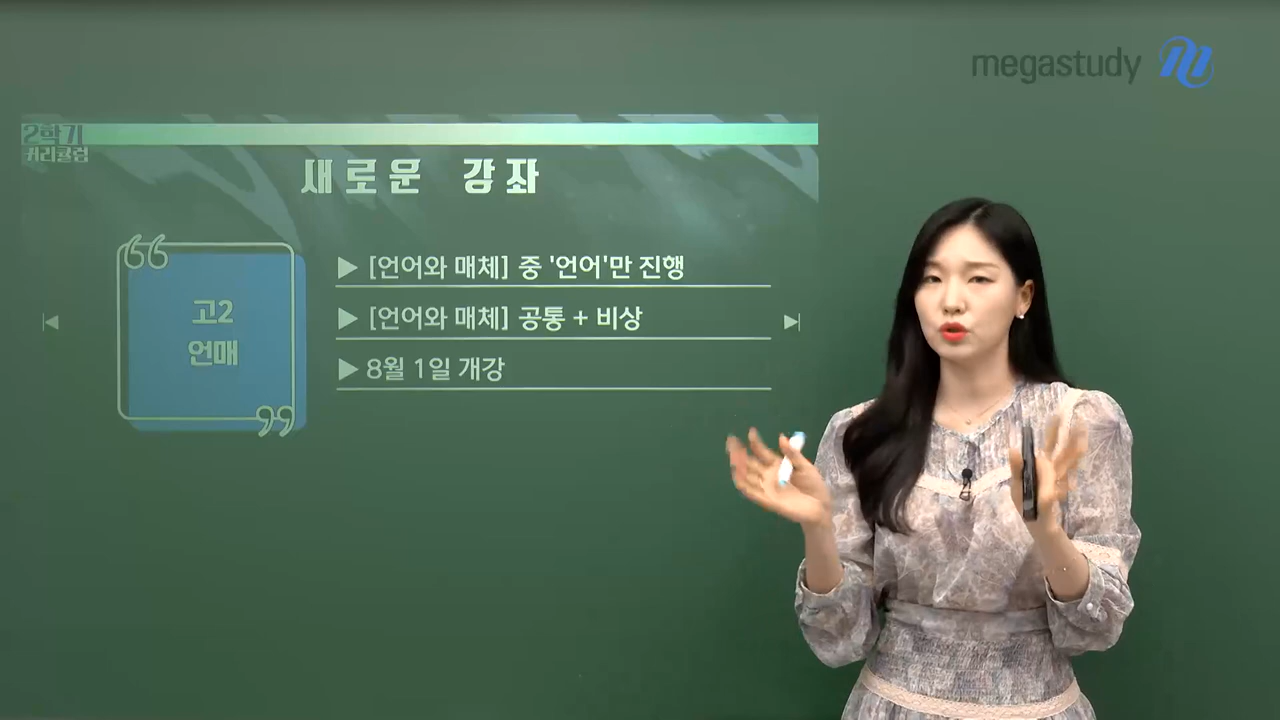 megastudy
2학기
커리큘럼
새로운 강좌
고2
언매
▶ [언어와 매체] 중 '언어'만 진행
▶ [언어와 매체] 공통 + 비상
▶ 8월 1일 개강